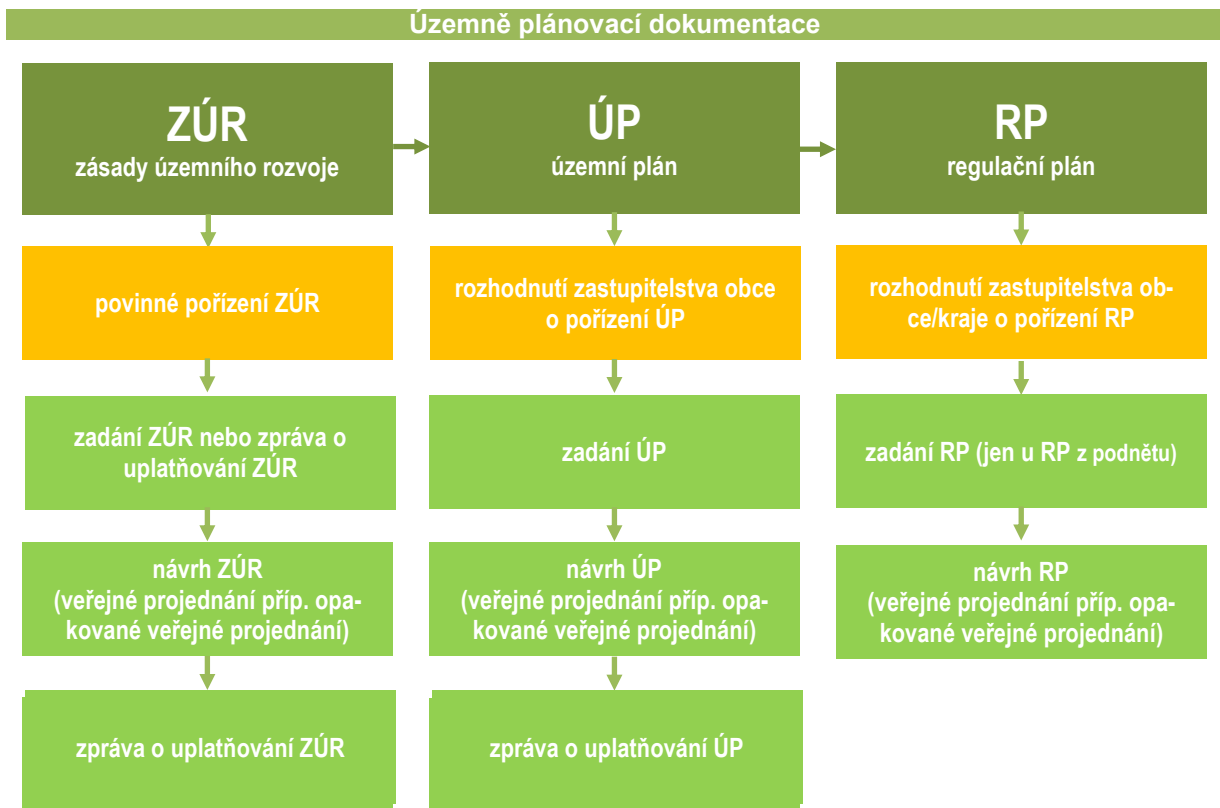 Územně plánovací dokumentace
ZÚR
zásady územního rozvoje
ÚP
územní plán
RP
regulační plán
povinné pořízení ZÚR
rozhodnutí zastupitelstva obce
o pořízení ÚP
rozhodnutí zastupitelstva ob-
ce/kraje o pořízení RP
zadání ZÚR nebo zpráva o
uplatňování ZÚR
zadání ÚP
zadání RP (jen u RP z podnětu)
návrh ZÚR
(veřejné projednání příp. opa-
kované veřejné projednání)
návrh ÚP
(veřejné projednání příp. opa-
kované veřejné projednání)
návrh RP
(veřejné projednání příp. opa-
kované veřejné projednání)
zpráva o uplatňování ZÚR
zpráva o uplatňování ÚP